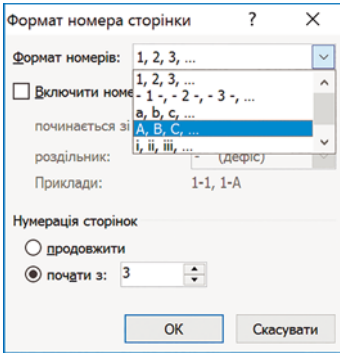 Формат номера сторінки ? ×
Формат номерів: 1, 2, 3, ...
1, 2, 3, ...
- 1 -, - 2 -, - 3 -, ...
Включити номе
a, b, c, ...
A, B, C, ...
починається зі
i, ii, iii, ...
роздільник: - (дефіс)
Приклади: 1-1, 1-A
Нумерація сторінок
продовжити
почати з: 3
OK Скасувати